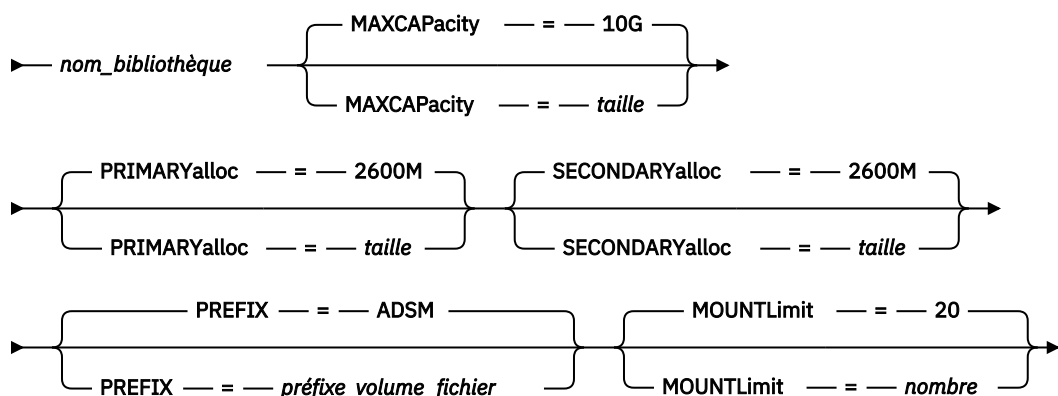 MAXCAPacity = 10G
nom_bibliothèque
MAXCAPacity = taille
PRIMARYalloc = 2600M SECONDARYalloc = 2600M
PRIMARYalloc = taille SECONDARYalloc = taille
PREFIX = ADSM MOUNTLimit = 20
PREFIX = préfixe_volume_fichier MOUNTLimit = nombre